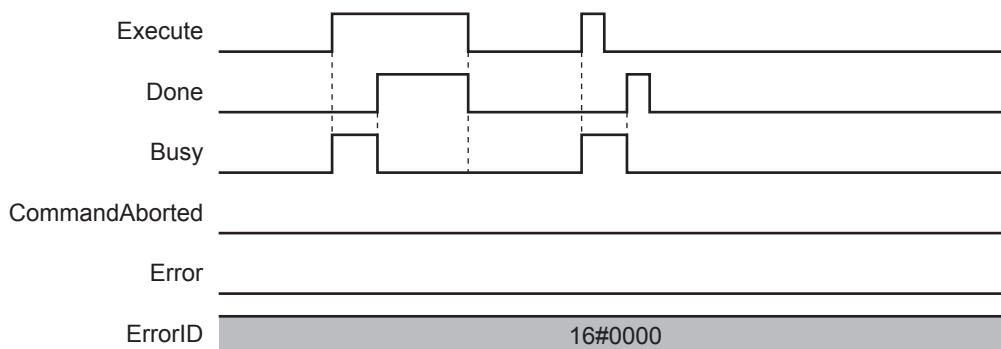 Execute
Done
Busy
CommandAborted
Error
ErrorID
16#0000